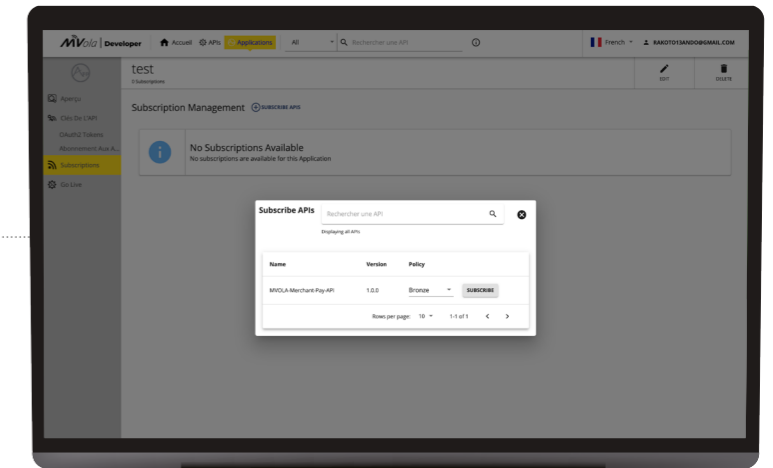 MVola | Developer
Accueil
APIs
Applications
All
Rechercher une API
French
RAKOTO13ANDO@GMAIL.COM
test
0 Subscriptions
EDIT
DELETE
Aperçu
Clés De L'API
OAuth2 Tokens
Abonnement Aux A...
Subscriptions
Go Live
Subscription Management
SUBSCRIBE APIS
No Subscriptions Available
No subscriptions are available for this Application
Subscribe APIs
Rechercher une API
Displaying all APIs
Name Version Policy
MVOLA-Merchant-Pay-API 1.0.0 Bronze SUBSCRIBE
Rows per page: 10 1-1 of 1